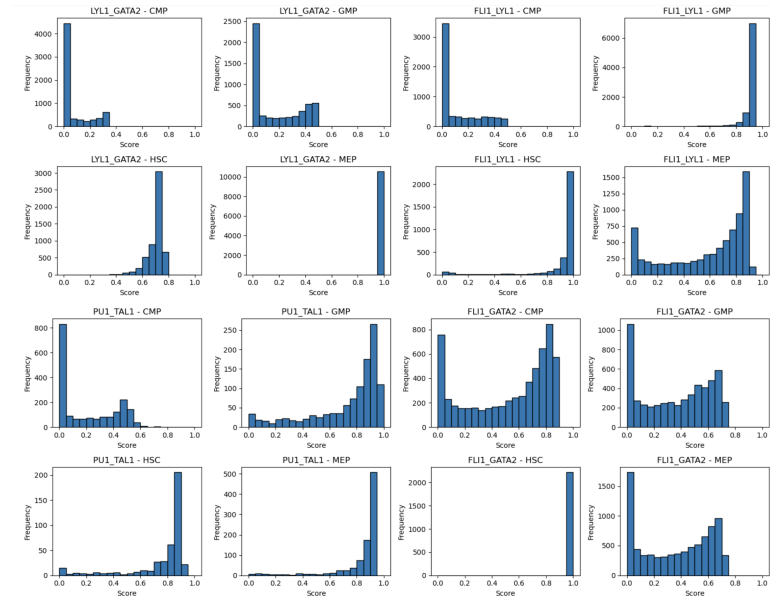 LYL1_GATA2 - CMP
LYL1_GATA2 - GMP
FLI1_LYL1 - CMP
FLI1_LYL1 - GMP
Frequency
4000
3000
2000
1000
0
0.0 0.2 0.4 0.6 0.8 1.0
Score
Frequency
2500
2000
1500
1000
500
0
0.0 0.2 0.4 0.6 0.8 1.0
Score
Frequency
3000
2000
1000
0
0.0 0.2 0.4 0.6 0.8 1.0
Score
Frequency
6000
4000
2000
0
0.0 0.2 0.4 0.6 0.8 1.0
Score
LYL1_GATA2 - HSC
LYL1_GATA2 - MEP
FLI1_LYL1 - HSC
FLI1_LYL1 - MEP
Frequency
3000
2500
2000
1500
1000
500
0
0.0 0.2 0.4 0.6 0.8 1.0
Score
Frequency
10000
8000
6000
4000
2000
0
0.0 0.2 0.4 0.6 0.8 1.0
Score
Frequency
2000
1500
1000
500
0
0.0 0.2 0.4 0.6 0.8 1.0
Score
Frequency
1500
1250
1000
750
500
250
0
0.0 0.2 0.4 0.6 0.8 1.0
Score
PU1_TAL1 - CMP
PU1_TAL1 - GMP
FLI1_GATA2 - CMP
FLI1_GATA2 - GMP
Frequency
800
600
400
200
0
0.0 0.2 0.4 0.6 0.8 1.0
Score
Frequency
250
200
150
100
50
0
0.0 0.2 0.4 0.6 0.8 1.0
Score
Frequency
800
600
400
200
0
0.0 0.2 0.4 0.6 0.8 1.0
Score
Frequency
1000
800
600
400
200
0
0.0 0.2 0.4 0.6 0.8 1.0
Score
PU1_TAL1 - HSC
PU1_TAL1 - MEP
FLI1_GATA2 - HSC
FLI1_GATA2 - MEP
Frequency
200
150
100
50
0
0.0 0.2 0.4 0.6 0.8 1.0
Score
Frequency
500
400
300
200
100
0
0.0 0.2 0.4 0.6 0.8 1.0
Score
Frequency
2000
1500
1000
500
0
0.0 0.2 0.4 0.6 0.8 1.0
Score
Frequency
1500
1000
500
0
0.0 0.2 0.4 0.6 0.8 1.0
Score